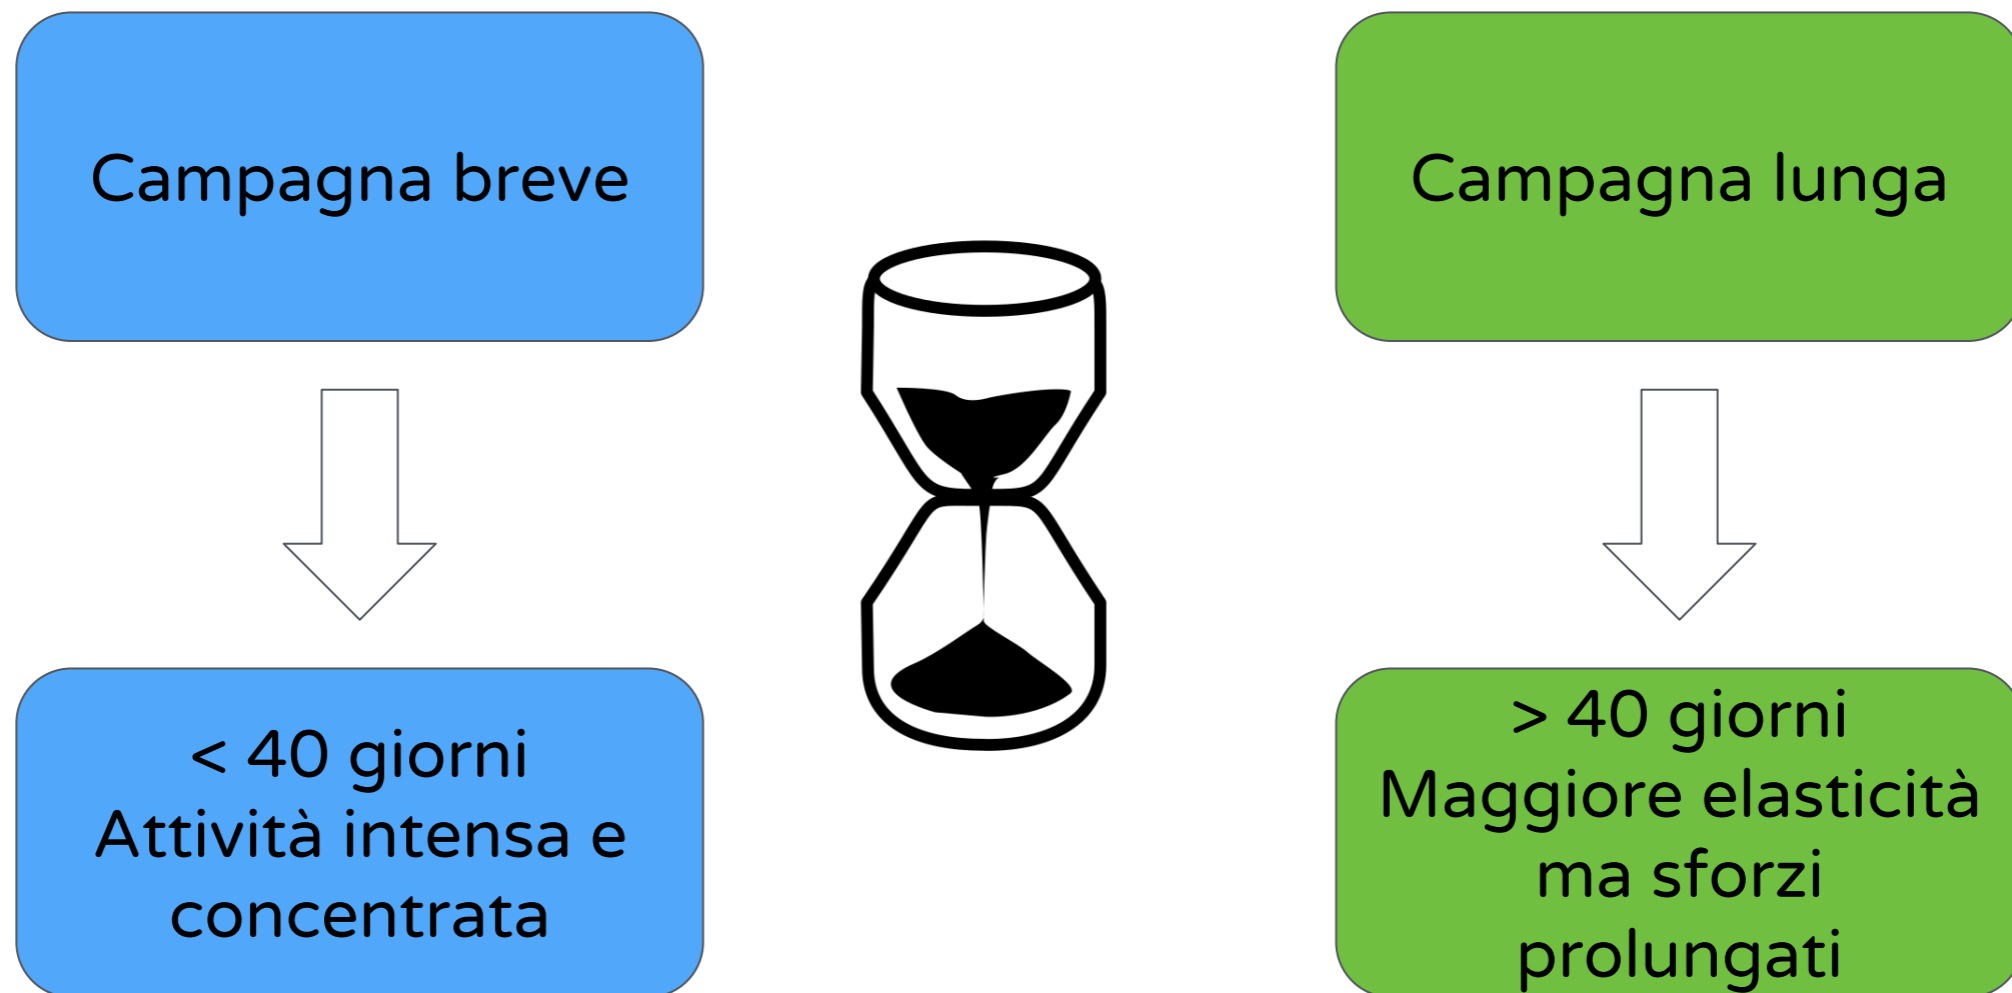 Campagna breve
Campagna lunga
< 40 giorni
Attività intensa e
concentrata
> 40 giorni
Maggiore elasticità
ma sforzi
prolungati